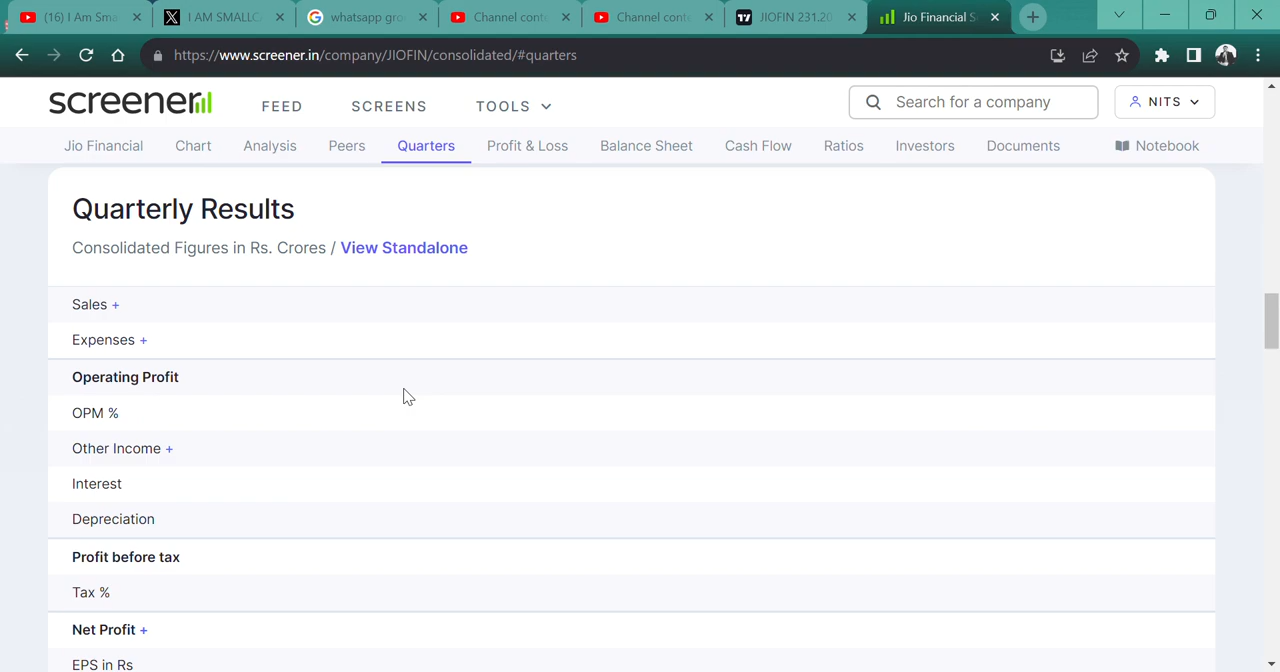 (16) I Am Sma
I AM SMALLC
whatsapp gro
Channel cont
Channel cont
JIOFIN 231.20
Jio Financial S
https://www.screener.in/company/JIOFIN/consolidated/#quarters
screener
FEED
SCREENS
TOOLS
Search for a company
NITS
Jio Financial
Chart
Analysis
Peers
Quarters
Profit & Loss
Balance Sheet
Cash Flow
Ratios
Investors
Documents
Notebook
Quarterly Results
Consolidated Figures in Rs. Crores / View Standalone
Sales +
Expenses +
Operating Profit
OPM %
Other Income +
Interest
Depreciation
Profit before tax
Tax %
Net Profit +
EPS in Rs